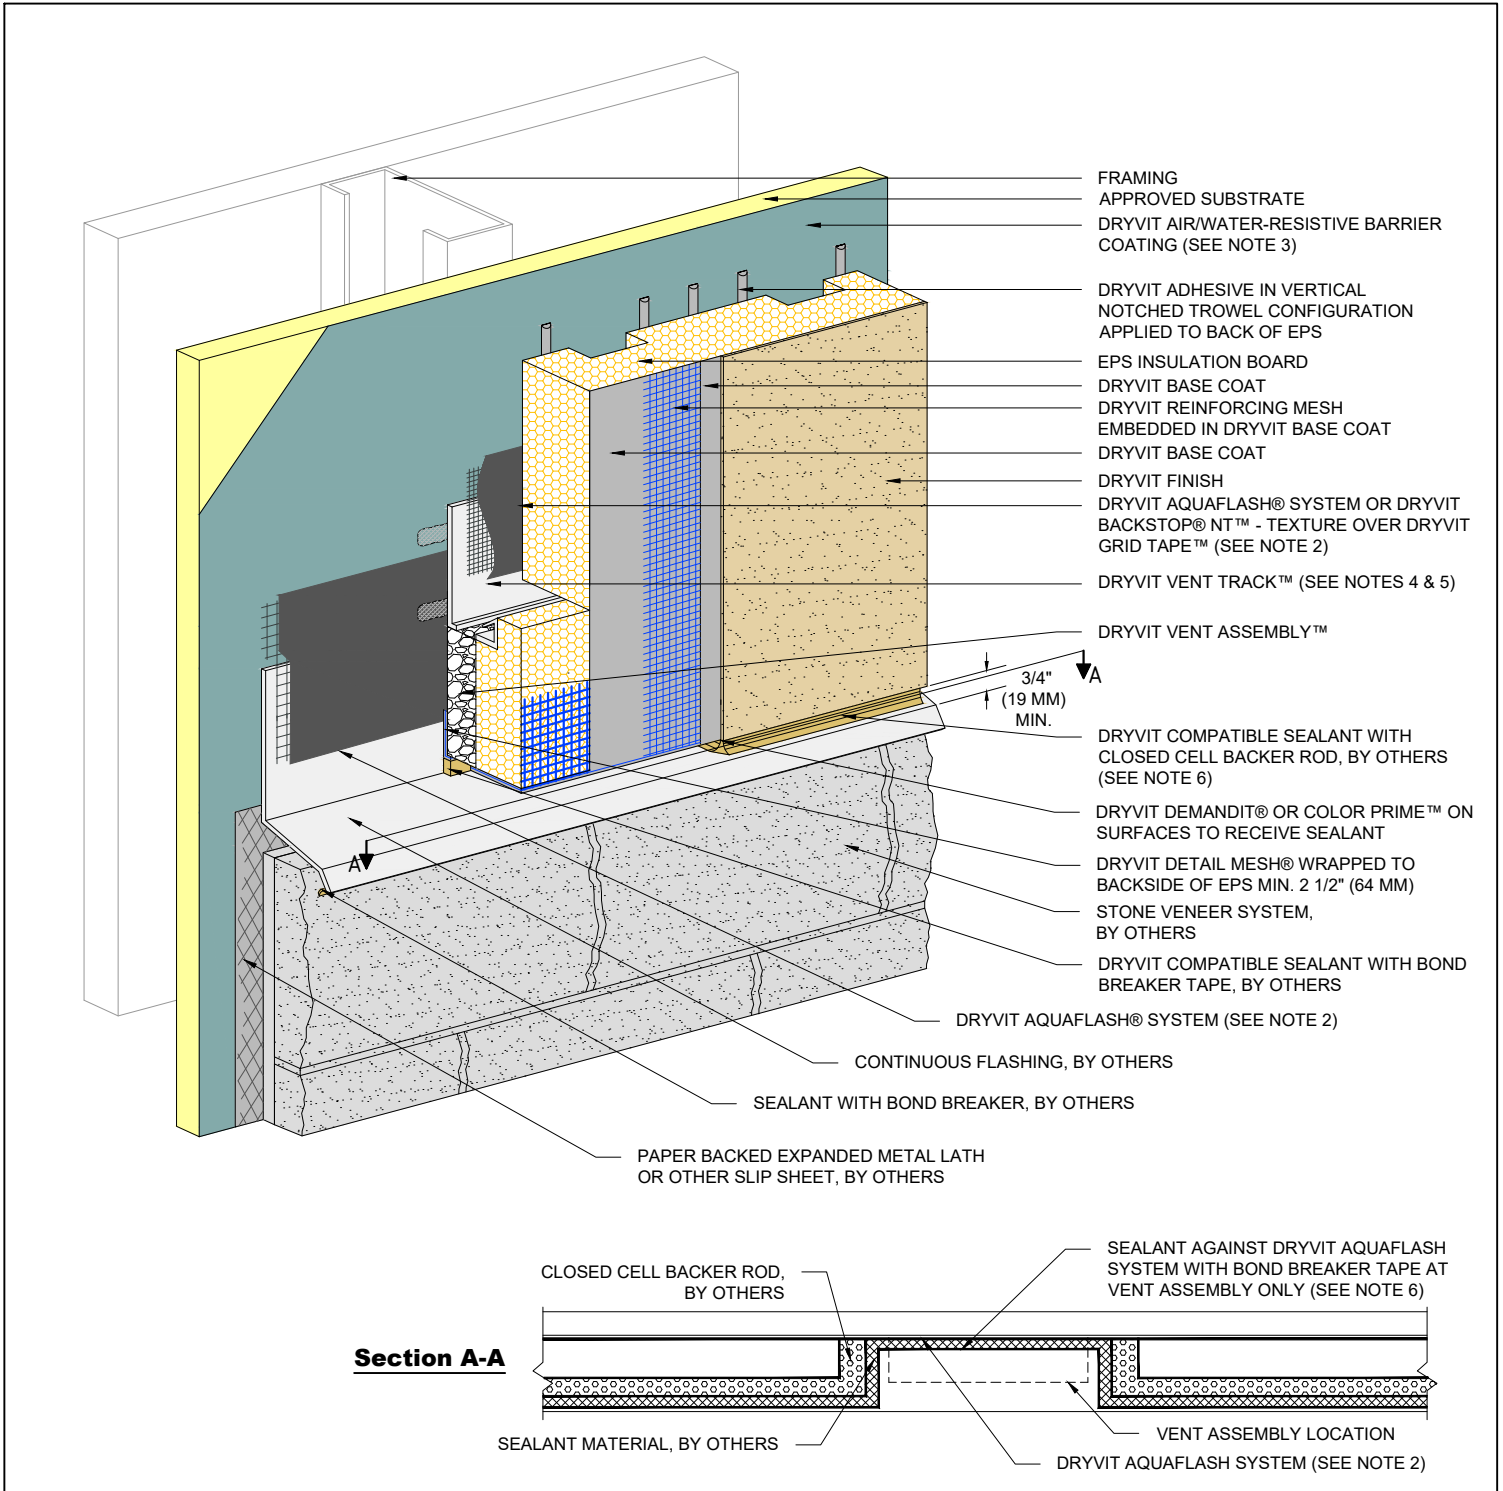 FRAMING
APPROVED SUBSTRATE
DRYVIT AIR/WATER-RESISTIVE BARRIER
COATING (SEE NOTE 3)
DRYVIT ADHESIVE IN VERTICAL
NOTCHED TROWEL CONFIGURATION
APPLIED TO BACK OF EPS
EPS INSULATION BOARD
DRYVIT BASE COAT
DRYVIT REINFORCING MESH
EMBEDDED IN DRYVIT BASE COAT
DRYVIT BASE COAT
DRYVIT FINISH
DRYVIT AQUAFLASH® SYSTEM OR DRYVIT
BACKSTOP® NT™ - TEXTURE OVER DRYVIT
GRID TAPE™ (SEE NOTE 2)
DRYVIT VENT TRACK™ (SEE NOTES 4 & 5)
DRYVIT VENT ASSEMBLY™
A
3/4"
(19 MM)
MIN.
DRYVIT COMPATIBLE SEALANT WITH
CLOSED CELL BACKER ROD, BY OTHERS
(SEE NOTE 6)
DRYVIT DEMANDIT® OR COLOR PRIME™ ON
SURFACES TO RECEIVE SEALANT
A
DRYVIT DETAIL MESH® WRAPPED TO
BACKSIDE OF EPS MIN. 2 1/2" (64 MM)
STONE VENEER SYSTEM,
BY OTHERS
DRYVIT COMPATIBLE SEALANT WITH BOND
BREAKER TAPE, BY OTHERS
DRYVIT AQUAFLASH® SYSTEM (SEE NOTE 2)
CONTINUOUS FLASHING, BY OTHERS
SEALANT WITH BOND BREAKER, BY OTHERS
PAPER BACKED EXPANDED METAL LATH
OR OTHER SLIP SHEET, BY OTHERS
SEALANT AGAINST DRYVIT AQUAFLASH
SYSTEM WITH BOND BREAKER TAPE AT
VENT ASSEMBLY ONLY (SEE NOTE 6)
CLOSED CELL BACKER ROD,
BY OTHERS
Section A-A
SEALANT MATERIAL, BY OTHERS
VENT ASSEMBLY LOCATION
DRYVIT AQUAFLASH SYSTEM (SEE NOTE 2)